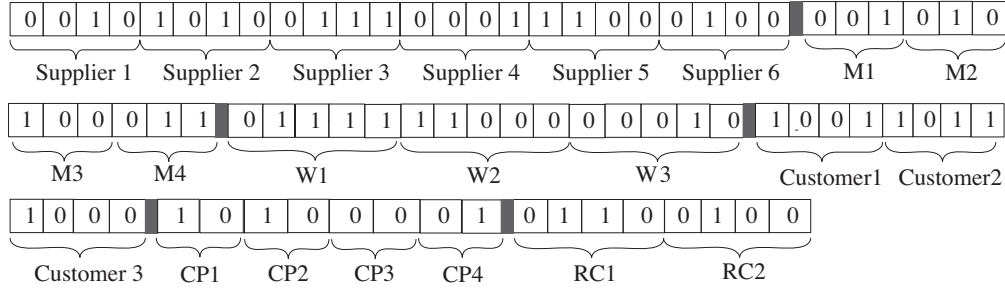 0 0 1 0 1 0 1 0 0 1 1 1 0 0 0 1 1 1 0 0 0 1 0 0 0 0 1 0 1 0
Supplier 1 Supplier 2 Supplier 3 Supplier 4 Supplier 5 Supplier 6 M1 M2
1 0 0 0 1 1 0 1 1 1 1 1 1 0 0 0 0 0 0 1 0 1 0 0 1 1 0 1 1
M3 M4 W1 W2 W3 Customer1 Customer2
1 0 0 0 1 0 1 0 0 0 0 1 0 1 1 0 0 1 0 0
Customer 3 CP1 CP2 CP3 CP4 RC1 RC2